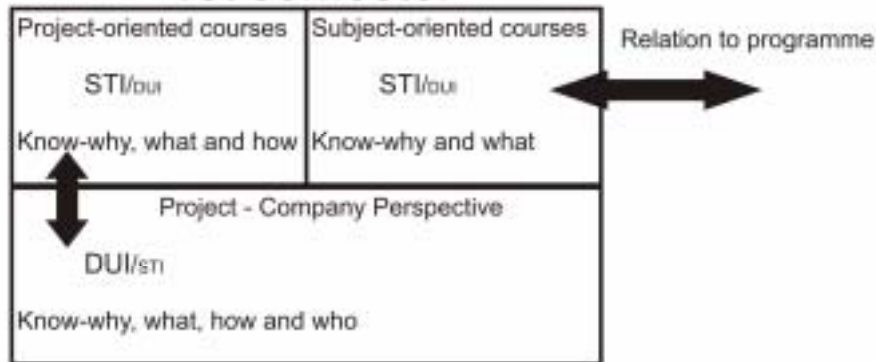 Project-oriented courses
Subject-oriented courses
Relation to programme
STI/DUI
STI/DUI
Know-why, what and how
Know-why and what
Project - Company Perspective
DUI/STI
Know-why, what, how and who